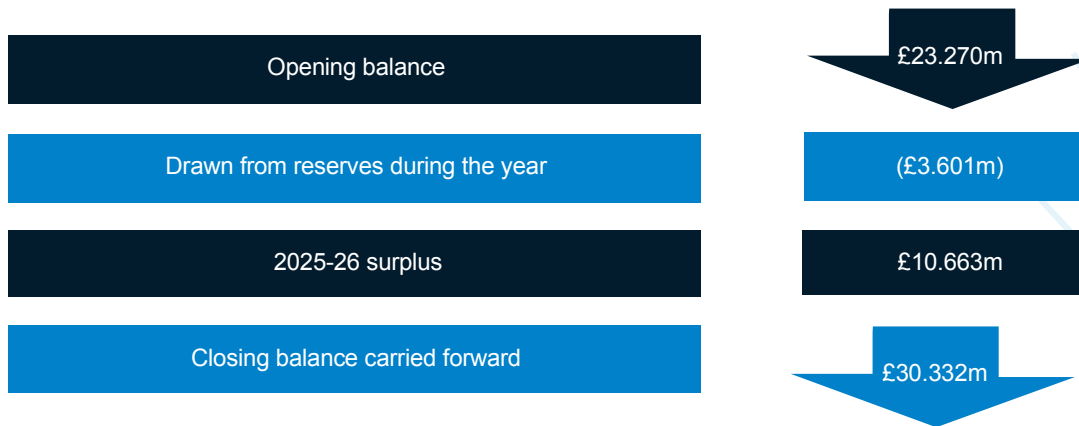 Opening balance £23.270m
Drawn from reserves during the year (£3.601m)
2025-26 surplus £10.663m
Closing balance carried forward £30.332m